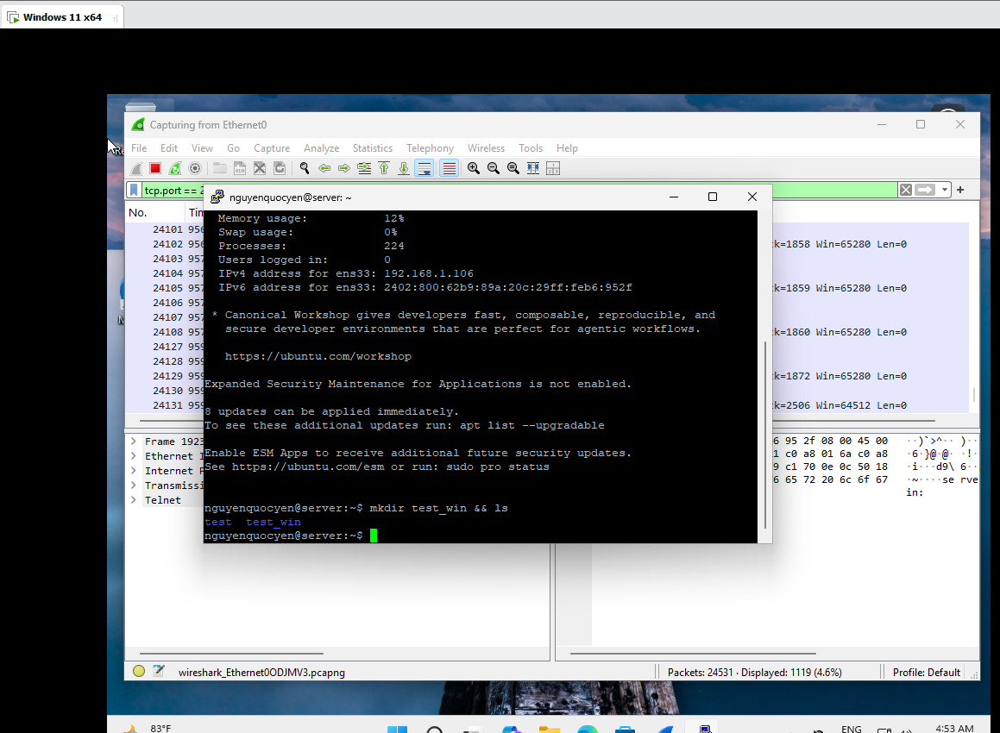 Windows 11 x64
Capturing from Ethernet0
File Edit View Go Capture Analyze Statistics Telephony Wireless Tools Help
tcp.port == 2
nguyenquocyen@server: ~
No.
24101 956
24102 956
24103 957
24104 957
24105 957
24106 957
24107 957
24108 957
24127 959
24128 959
24129 959
24130 959
24131 959
k=1858 Win=65280 Len=0
k=1859 Win=65280 Len=0
k=1860 Win=65280 Len=0
k=1872 Win=65280 Len=0
k=2506 Win=64512 Len=0
Memory usage: 12%
Swap usage: 0%
Processes: 224
Users logged in: 0
IPv4 address for ens33: 192.168.1.106
IPv6 address for ens33: 2402:800:62b9:89a:20c:29ff:feb6:952f
* Canonical Workshop gives developers fast, composable, reproducible, and
secure developer environments that are perfect for agentic workflows.
https://ubuntu.com/workshop
Expanded Security Maintenance for Applications is not enabled.
8 updates can be applied immediately.
To see these additional updates run: apt list --upgradable
Enable ESM Apps to receive additional future security updates.
See https://ubuntu.com/esm or run: sudo pro status
nguyenquocyen@server:~$ mkdir test_win && ls
test test_win
nguyenquocyen@server:~$
Frame 1923
Ethernet I
Internet P
Transmissi
Telnet
6 95 2f 08 00 45 00 ··)`>^·· )·
1 c0 a8 01 6a c0 a8 ·6·}@·@· ·!·
9 c1 70 0e 0c 50 18 ·i···d9\ 6··
6 65 72 20 6c 6f 67 ·~····se rve
in:
wireshark_Ethernet0ODJMV3.pcapng
Packets: 24531 · Displayed: 1119 (4.6%)
Profile: Default
83°F
ENG
4:53 AM